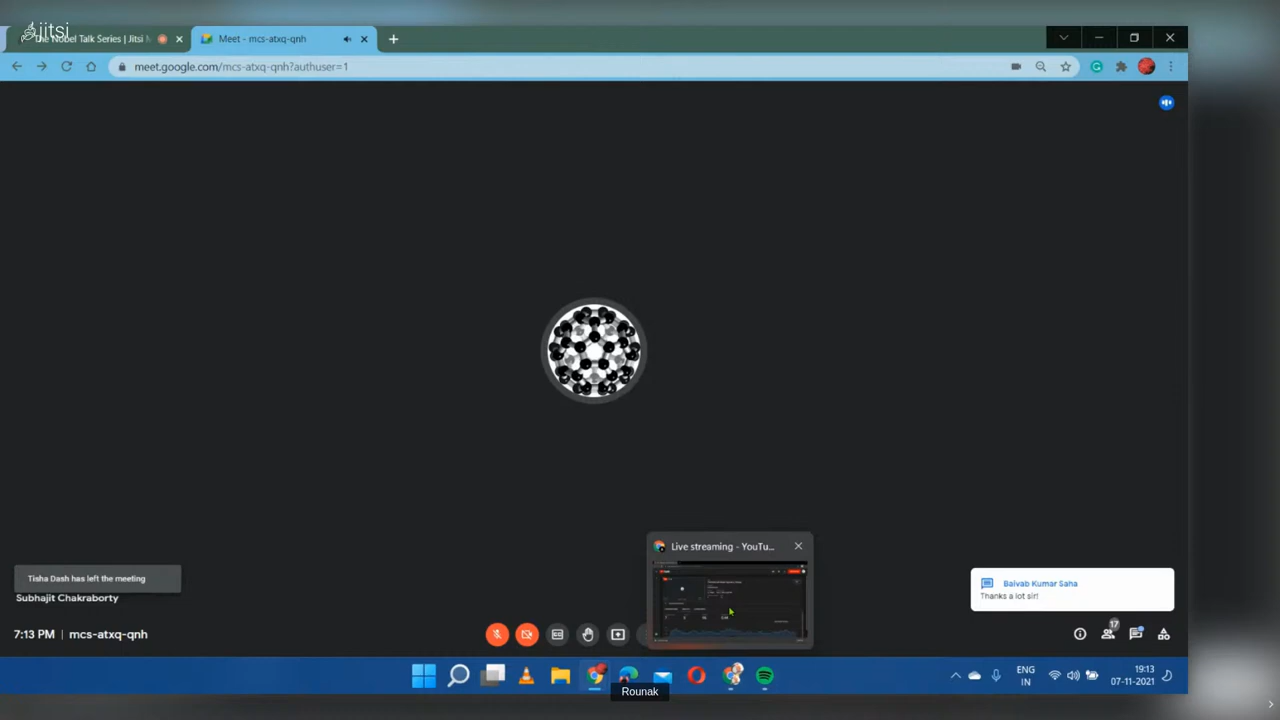 jitsi
The Nobel Talk Series | Jitsi M
Meet - mcs-atxq-qnh
meet.google.com/mcs-atxq-qnh?authuser=1
Live streaming - YouTu...
Tisha Dash has left the meeting
Subhajit Chakraborty
Baivab Kumar Saha
Thanks a lot sir!
7:13 PM | mcs-atxq-qnh
17
ENG
IN
19:13
07-11-2021
Rounak